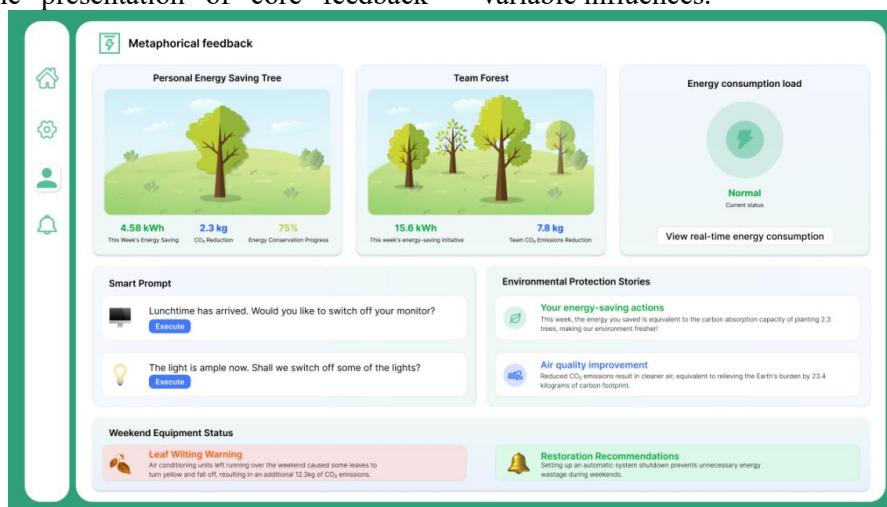 presentation of core feedback variable influences.
Metaphorical feedback
Personal Energy Saving Tree
4.58 kWh
This Week's Energy Saving
2.3 kg
CO₂ Reduction
75%
Energy Conservation Progress
Team Forest
15.6 kWh
This week's energy-saving initiative
7.8 kg
Team CO₂ Emissions Reduction
Energy consumption load
Normal
Current status
View real-time energy consumption
Smart Prompt
Lunchtime has arrived. Would you like to switch off your monitor?
Execute
The light is ample now. Shall we switch off some of the lights?
Execute
Environmental Protection Stories
Your energy-saving actions
This week, the energy you saved is equivalent to the carbon absorption capacity of planting 2.3
trees, making our environment fresher!
Air quality improvement
Reduced CO₂ emissions result in cleaner air, equivalent to relieving the Earth's burden by 23.4
kilograms of carbon footprint.
Weekend Equipment Status
Leaf Wilting Warning
Air conditioning units left running over the weekend caused some leaves to
turn yellow and fall off, resulting in an additional 12.3kg of CO₂ emissions.
Restoration Recommendations
Setting up an automatic system shutdown prevents unnecessary energy
wastage during weekends.